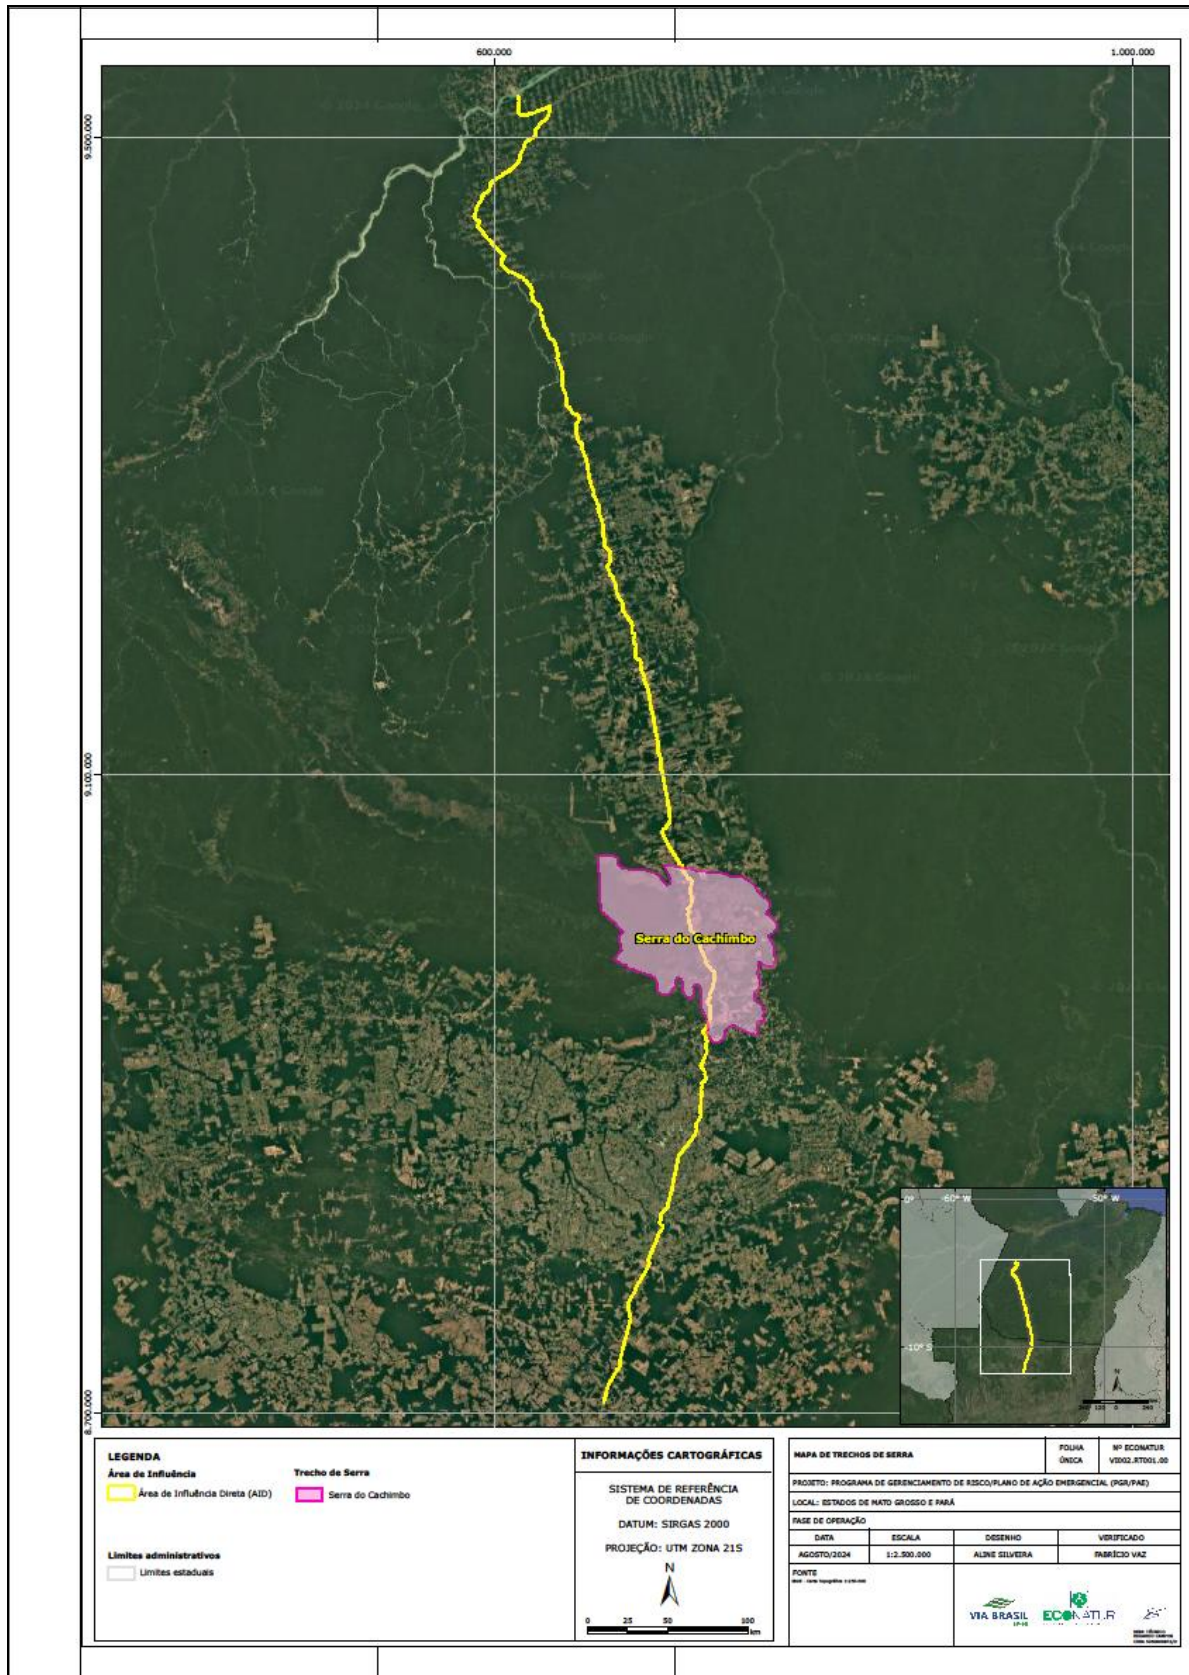 600.000
1.000.000
9.500.000
9.100.000
8.700.000
Serra do Cachimbo
0°
-60° W
-50° W
-10° S
N
LEGENDA
Área de Influência
Área de Influência Direta (AID)
Trecho de Serra
Serra do Cachimbo
Limites administrativos
Limites estaduais
INFORMAÇÕES CARTOGRÁFICAS
SISTEMA DE REFERÊNCIA
DE COORDENADAS
DATUM: SIRGAS 2000
PROJEÇÃO: UTM ZONA 21S
N
0 25 50 100
km
MAPA DE TRECHOS DE SERRA
FOLHA
ÚNICA
Nº ECONATUR
VI002.RT001.00
PROJETO: PROGRAMA DE GERENCIAMENTO DE RISCO/PLANO DE AÇÃO EMERGENCIAL (PGR/PAE)
LOCAL: ESTADOS DE MATO GROSSO E PARÁ
FASE DE OPERAÇÃO
DATA ESCALA DESENHO VERIFICADO
AGOSTO/2024 1:2.500.000 ALINE SILVEIRA FABRÍCIO VAZ
FONTE
VIA BRASIL
ECONATUR